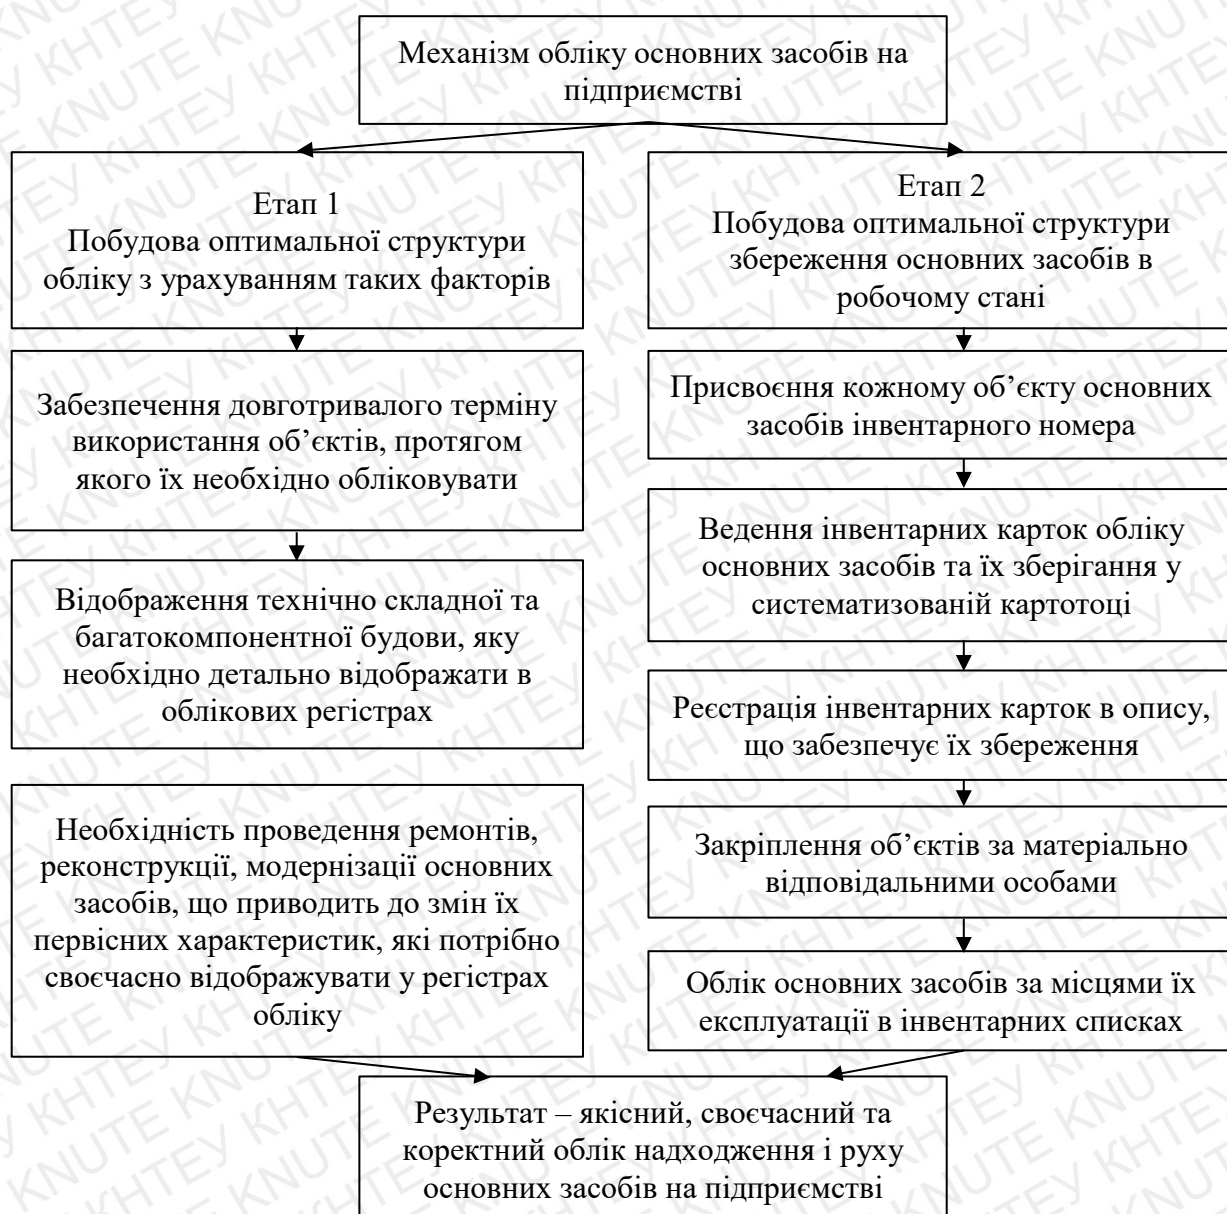 Механізм обліку основних засобів на
підприємстві
Етап 1
Побудова оптимальної структури
обліку з урахуванням таких факторів
Забезпечення довготривалого терміну
використання об’єктів, протягом
якого їх необхідно обліковувати
Відображення технічно складної та
багатокомпонентної будови, яку
необхідно детально відображати в
облікових регістрах
Необхідність проведення ремонтів,
реконструкції, модернізації основних
засобів, що приводить до змін їх
первісних характеристик, які потрібно
своєчасно відображувати у регістрах
обліку
Етап 2
Побудова оптимальної структури
збереження основних засобів в
робочому стані
Присвоєння кожному об’єкту основних
засобів інвентарного номера
Ведення інвентарних карток обліку
основних засобів та їх зберігання у
систематизованій картотоці
Реєстрація інвентарних карток в опису,
що забезпечує їх збереження
Закріплення об’єктів за матеріально
відповідальними особами
Облік основних засобів за місцями їх
експлуатації в інвентарних списках
Результат – якісний, своєчасний та
коректний облік надходження і руху
основних засобів на підприємстві